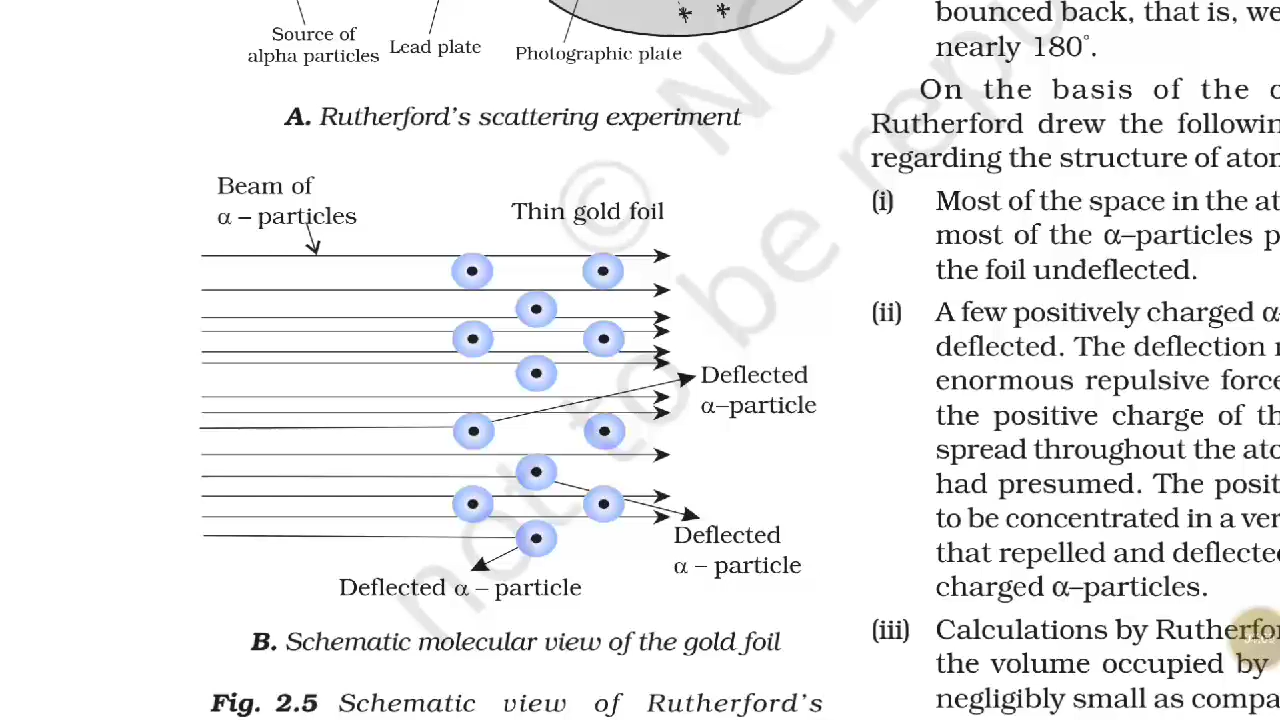 Source of
alpha particles
Lead plate
Photographic plate
A. Rutherford's scattering experiment
Beam of
α – particles
Thin gold foil
Deflected
α–particle
Deflected
α – particle
Deflected α – particle
B. Schematic molecular view of the gold foil
Fig. 2.5 Schematic view of Rutherford's
bounced back, that is, we
nearly 180°.
On the basis of the
Rutherford drew the followin
regarding the structure of ato
(i) Most of the space in the at
most of the α–particles p
the foil undeflected.
(ii) A few positively charged α
deflected. The deflection
enormous repulsive force
the positive charge of th
spread throughout the ato
had presumed. The posit
to be concentrated in a ver
that repelled and deflecte
charged α–particles.
(iii) Calculations by Rutherfor
the volume occupied by
negligibly small as compa
© NCE
not to be repu